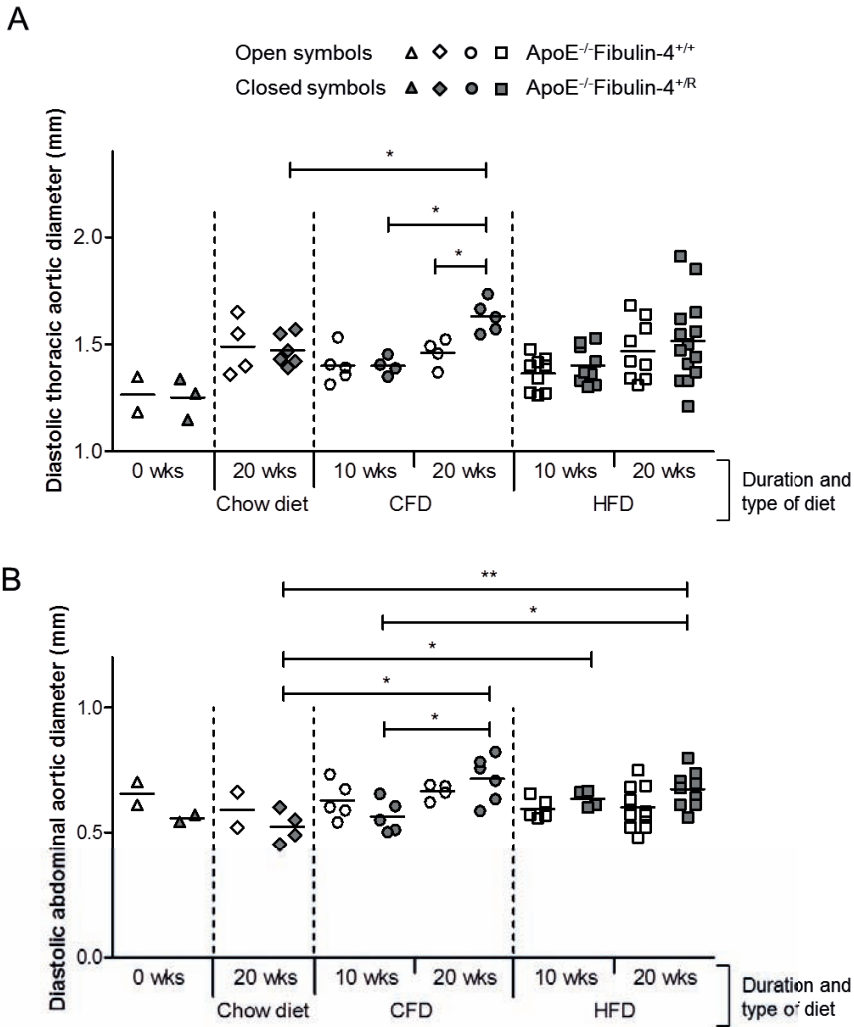 A
Open symbols ApoE⁻/⁻Fibulin-4⁺/⁺
Closed symbols ApoE⁻/⁻Fibulin-4⁺/ᴿ
Diastolic thoracic aortic diameter (mm)
*
*
*
2.0
1.5
1.0
0 wks 20 wks 10 wks 20 wks 10 wks 20 wks
Chow diet CFD HFD
Duration and
type of diet
B
Diastolic abdominal aortic diameter (mm)
**
*
*
*
*
1.0
0.5
0.0
0 wks 20 wks 10 wks 20 wks 10 wks 20 wks
Chow diet CFD HFD
Duration and
type of diet